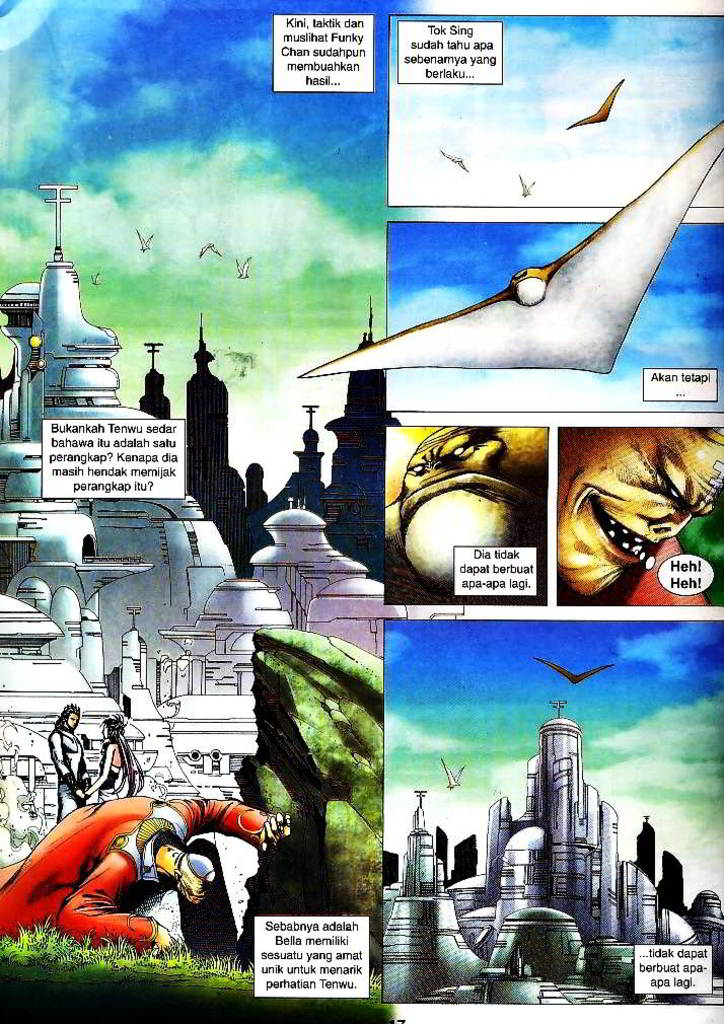 Kini, taktik dan
muslihat Funky
Chan sudahpun
membuahkan
hasil...
Bukankah Tenwu sedar
bahawa itu adalah satu
perangkap? Kenapa dia
masih hendak memijak
perangkap itu?
Sebabnya adalah
Bella memiliki
sesuatu yang amat
unik untuk menarik
perhatian Tenwu.
Tok Sing
sudah tahu apa
sebenarnya yang
berlaku...
Akan tetapi
...
Dia tidak
dapat berbuat
apa-apa lagi.
Heh!
Heh!
...tidak dapat
berbuat apa-
apa lagi.
17